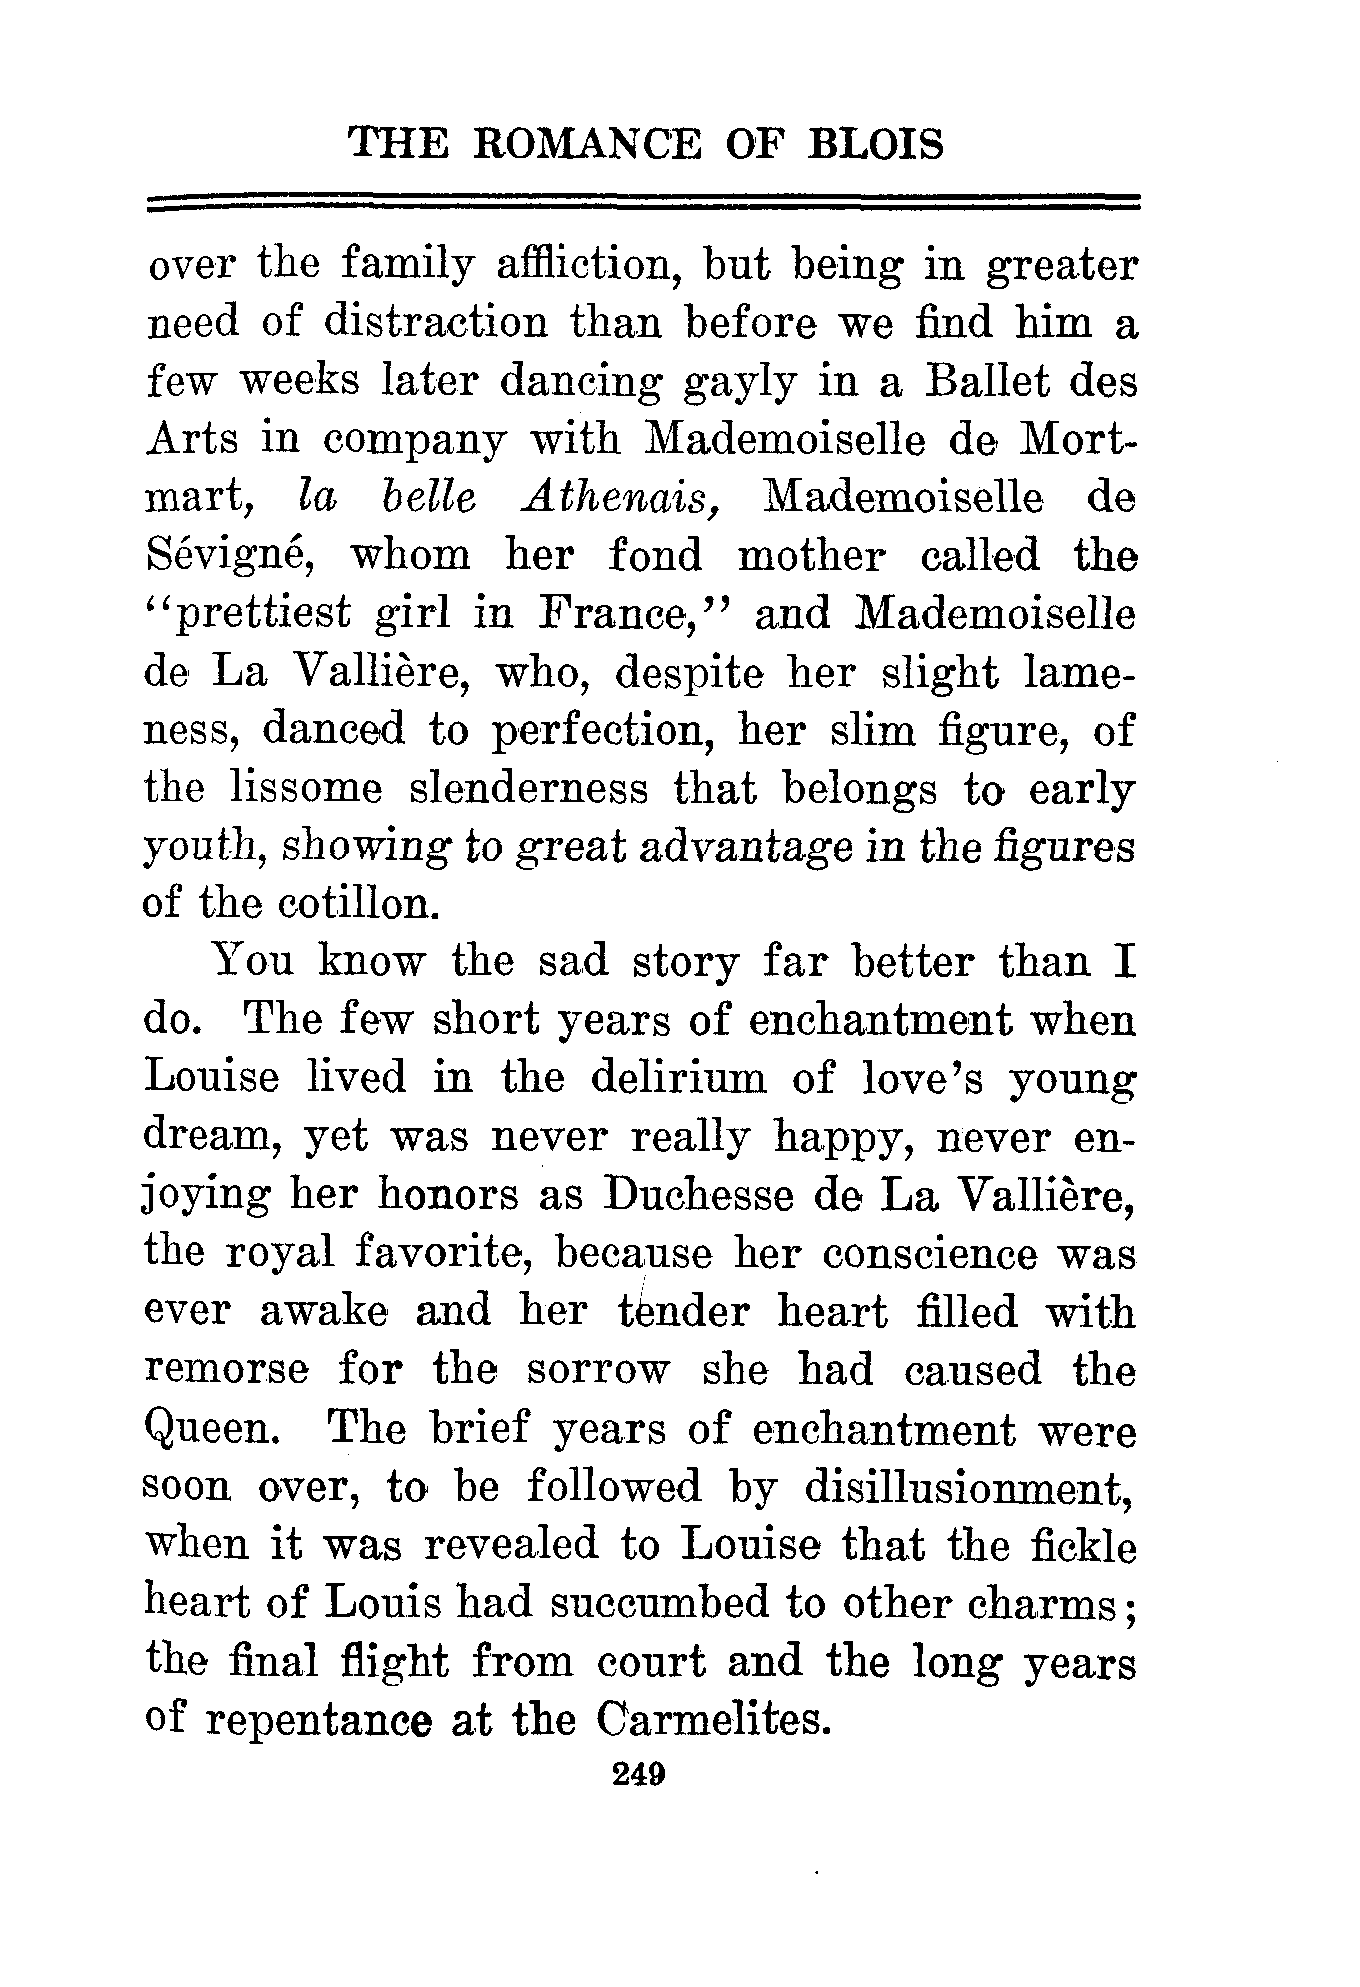 THE ROMANCE OF BLOIS
over the family affliction, but being in greater
need of distraction than before we find him a
few weeks later dancing gayly in a Ballet des
Arts in company with Mademoiselle de Mort-
mart, la belle Athenais, Mademoiselle de
Sévigné, whom her fond mother called the
“prettiest girl in France,” and Mademoiselle
de La Vallière, who, despite her slight lame-
ness, danced to perfection, her slim figure, of
the lissome slenderness that belongs to early
youth, showing to great advantage in the figures
of the cotillon.
You know the sad story far better than I
do. The few short years of enchantment when
Louise lived in the delirium of love’s young
dream, yet was never really happy, never en-
joying her honors as Duchesse de La Vallière,
the royal favorite, because her conscience was
ever awake and her tender heart filled with
remorse for the sorrow she had caused the
Queen. The brief years of enchantment were
soon over, to be followed by disillusionment,
when it was revealed to Louise that the fickle
heart of Louis had succumbed to other charms;
the final flight from court and the long years
of repentance at the Carmelites.
249